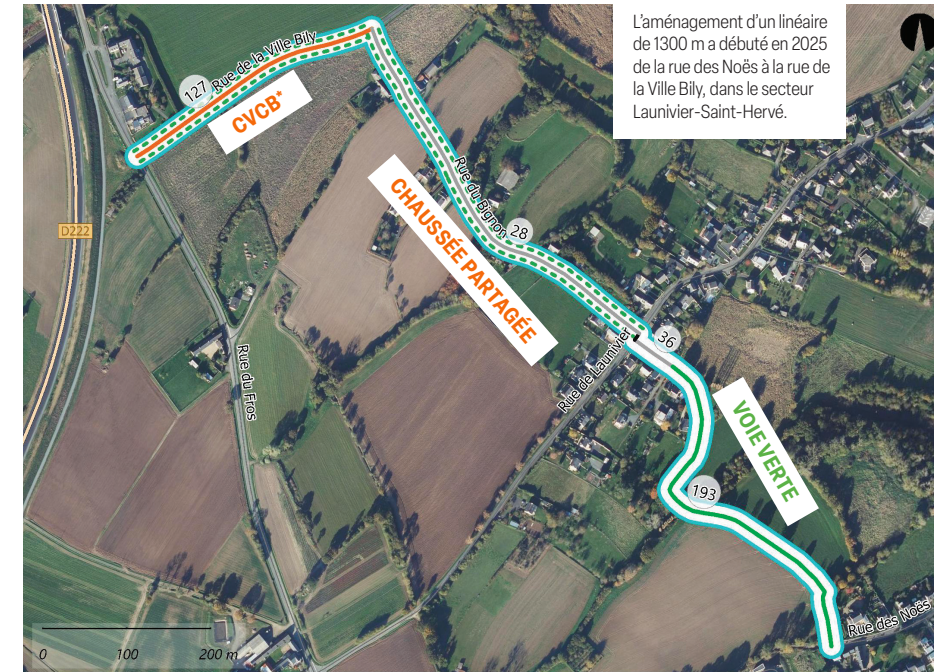 L'aménagement d'un linéaire
de 1300 m a débuté en 2025
de la rue des Noës à la rue de
la Ville Bily, dans le secteur
Launivier-Saint-Hervé.
127
Rue de la Ville Bily
CVCB*
Rue du Bignon
CHAUSSÉE PARTAGÉE
28
D222
36
Rue de Launivier
Rue du Fros
VOIE VERTE
193
Rue des Noës
0 100 200 m